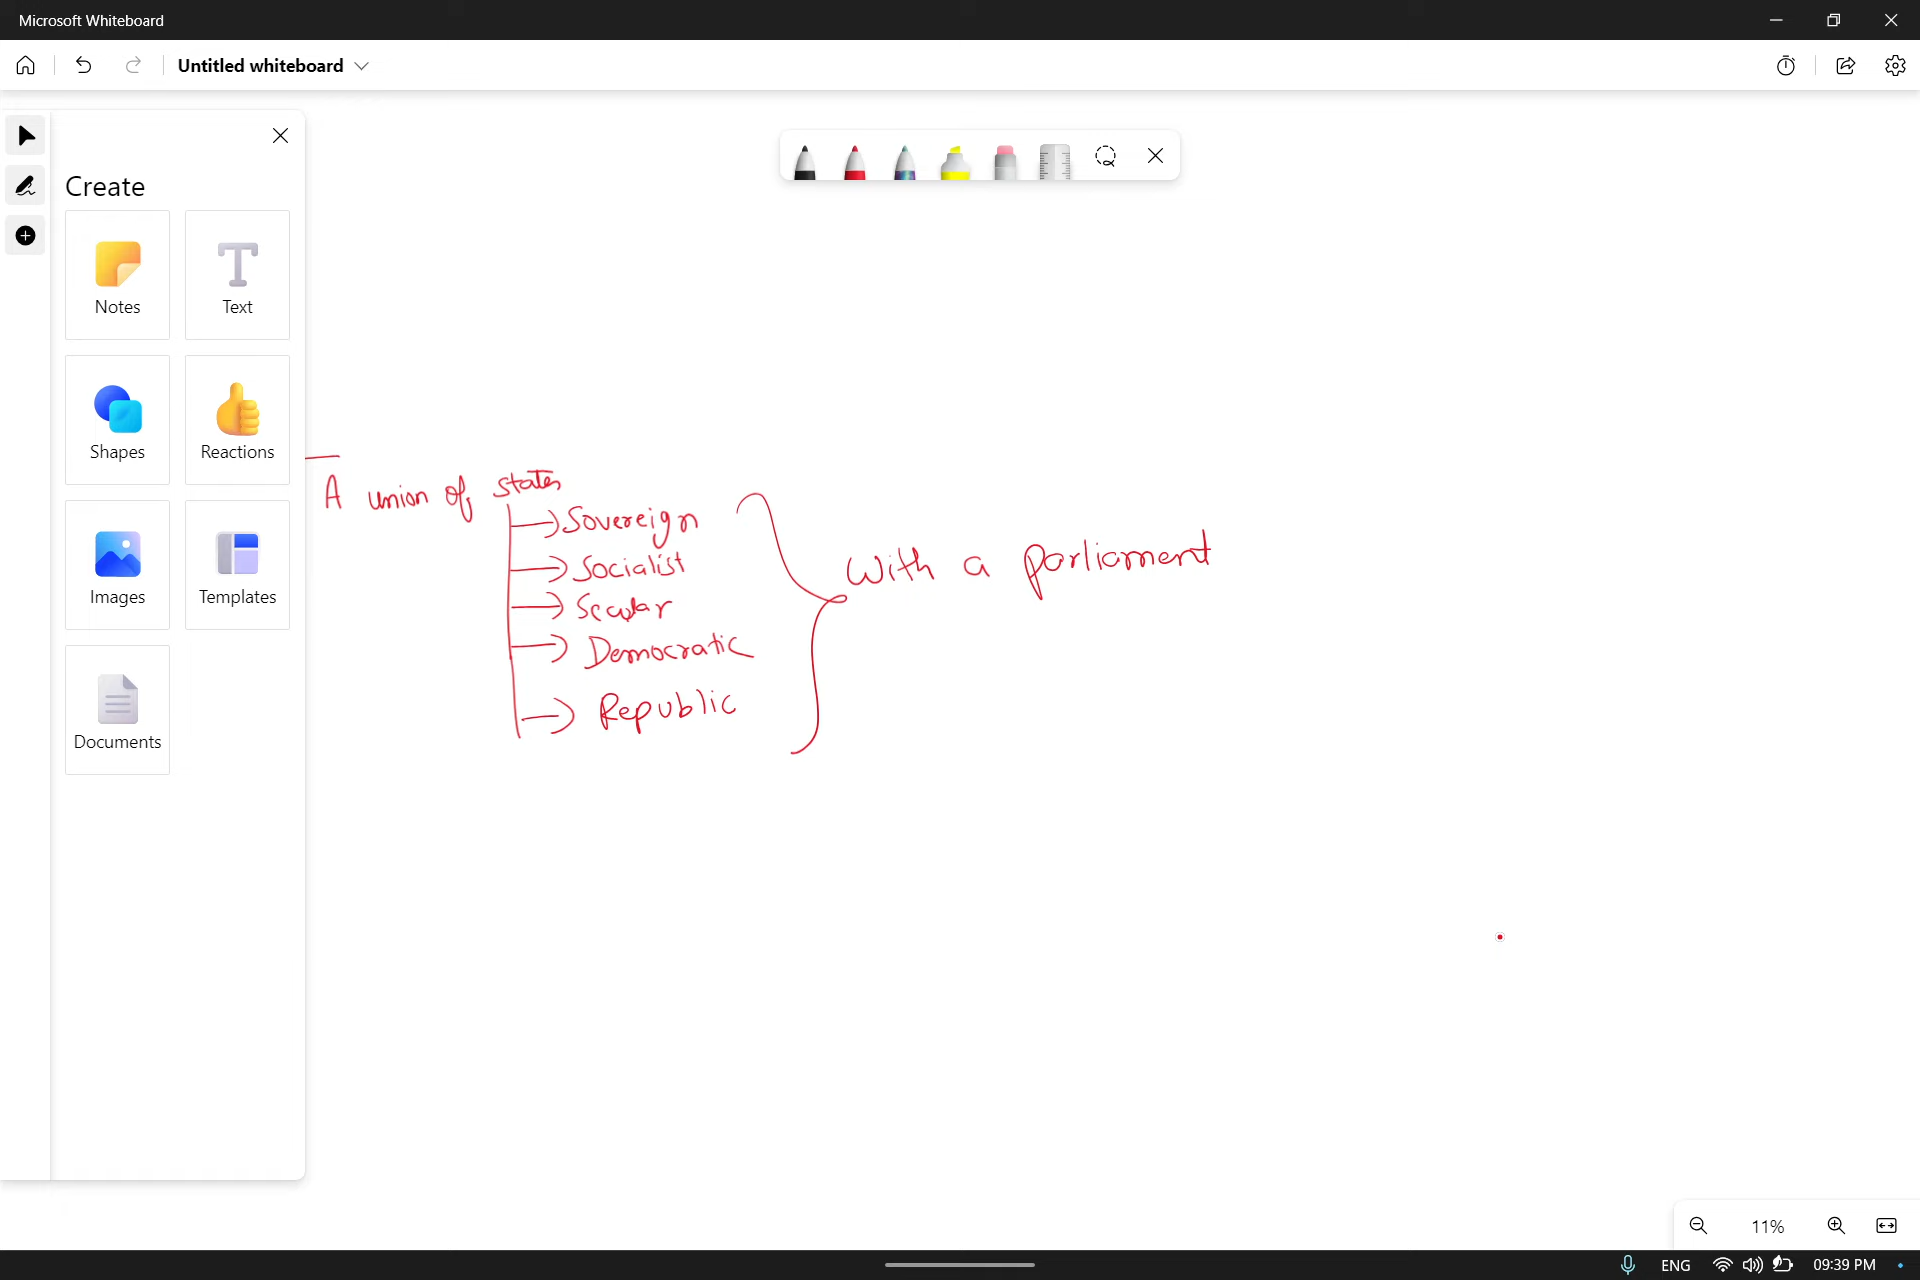 Microsoft Whiteboard
Untitled whiteboard
Create
Notes
Text
Shapes
Reactions
Images
Templates
Documents
A union of states
Sovereign
Socialist
Secular
Democratic
Republic
With a parliament
11%
ENG
09:39 PM